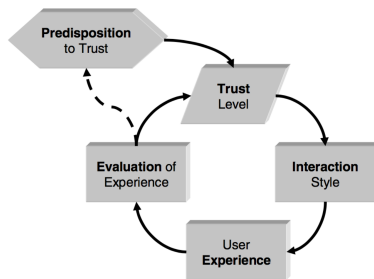 Predisposition
to Trust
Trust
Level
Evaluation of
Experience
Interaction
Style
User
Experience